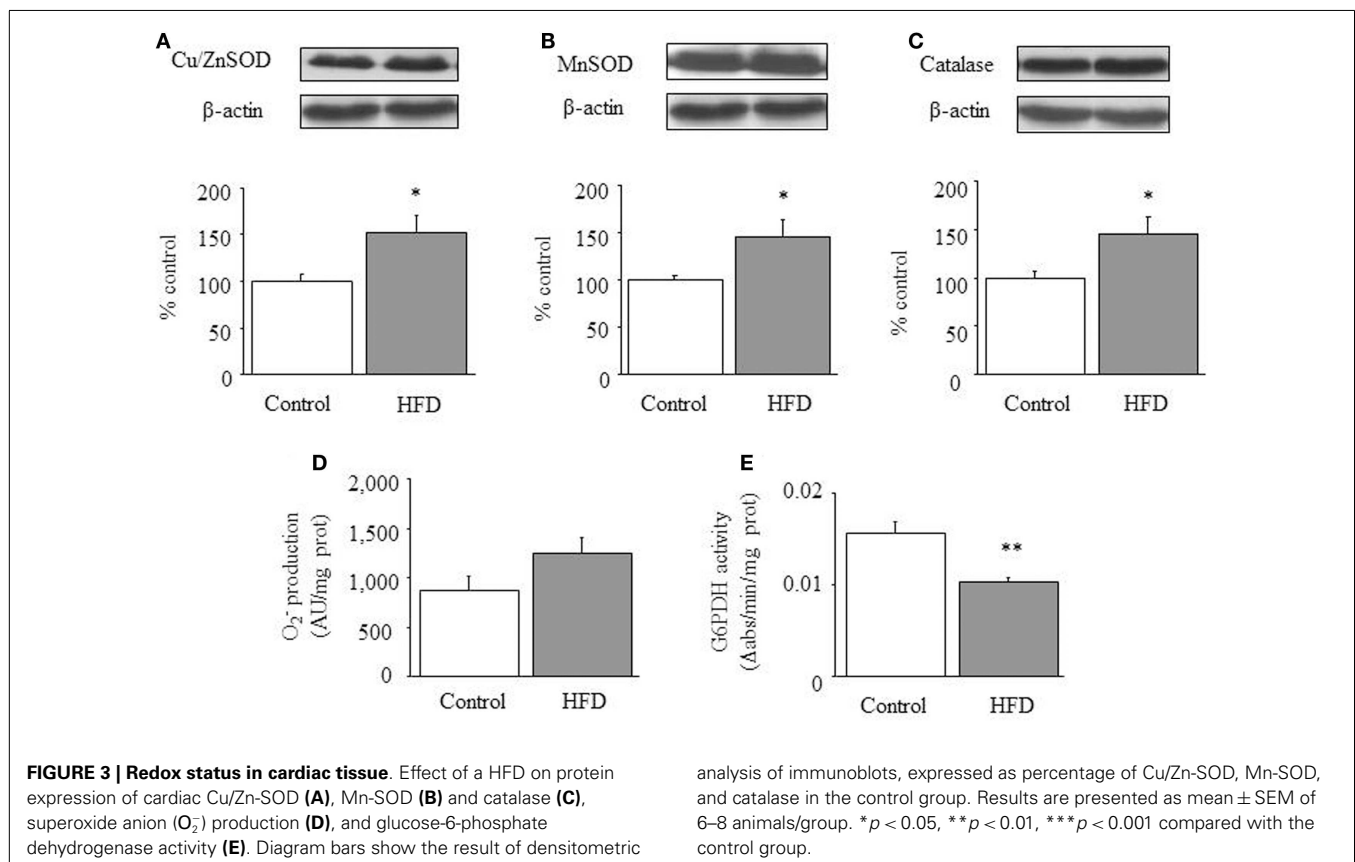 A
Cu/ZnSOD
β-actin
% control
200
150
100
50
0
*
Control HFD
B
MnSOD
β-actin
% control
200
150
100
50
0
*
Control HFD
C
Catalase
β-actin
% control
200
150
100
50
0
*
Control HFD
D
O₂⁻ production
(AU/mg prot)
2,000
1,500
1,000
500
0
Control HFD
E
G6PDH activity
(Δabs/min/mg prot)
0.02
0.01
0
**
Control HFD
FIGURE 3 | Redox status in cardiac tissue. Effect of a HFD on protein
expression of cardiac Cu/Zn-SOD (A), Mn-SOD (B) and catalase (C),
superoxide anion (O₂⁻) production (D), and glucose-6-phosphate
dehydrogenase activity (E). Diagram bars show the result of densitometric
analysis of immunoblots, expressed as percentage of Cu/Zn-SOD, Mn-SOD,
and catalase in the control group. Results are presented as mean ± SEM of
6–8 animals/group. *p < 0.05, **p < 0.01, ***p < 0.001 compared with the
control group.